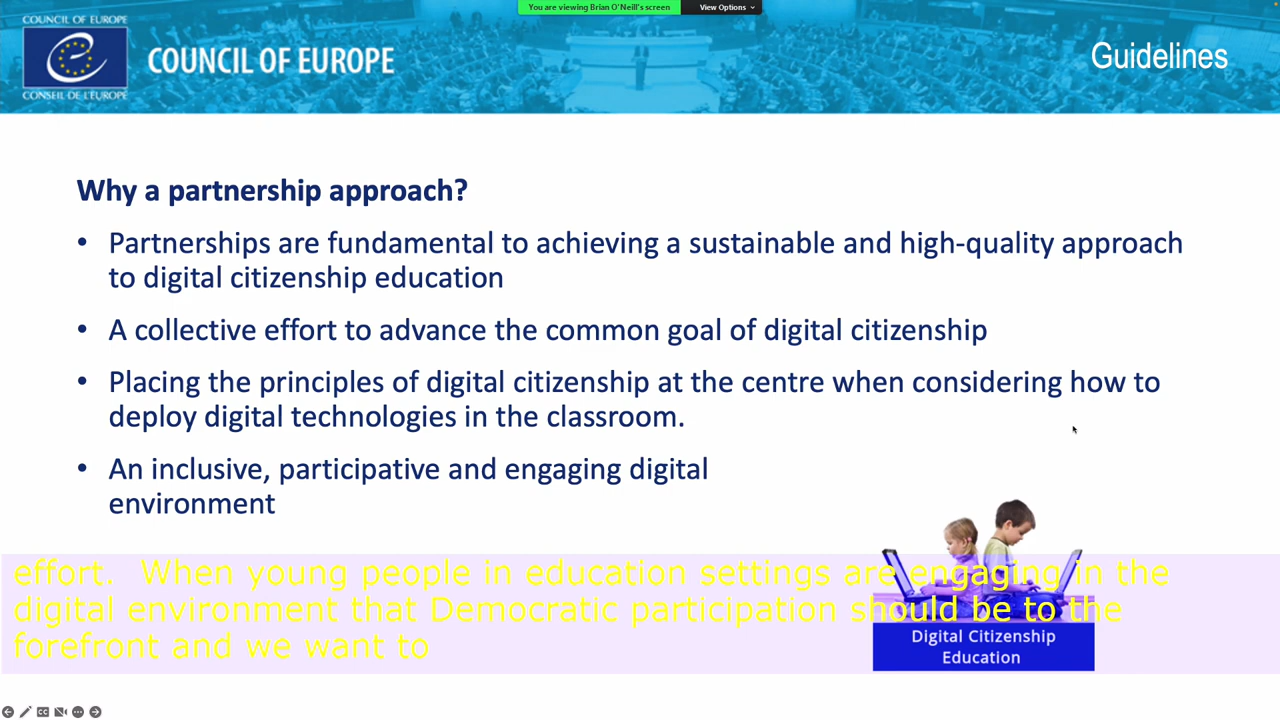 You are viewing Brian O'Neill's screen
View Options
COUNCIL OF EUROPE
CONSEIL DE L'EUROPE
COUNCIL OF EUROPE
Guidelines
Why a partnership approach?
• Partnerships are fundamental to achieving a sustainable and high-quality approach
to digital citizenship education
• A collective effort to advance the common goal of digital citizenship
• Placing the principles of digital citizenship at the centre when considering how to
deploy digital technologies in the classroom.
• An inclusive, participative and engaging digital
environment
effort. When young people in education settings are engaging in the
digital environment that Democratic participation should be to the
forefront and we want to
Digital Citizenship
Education
CC